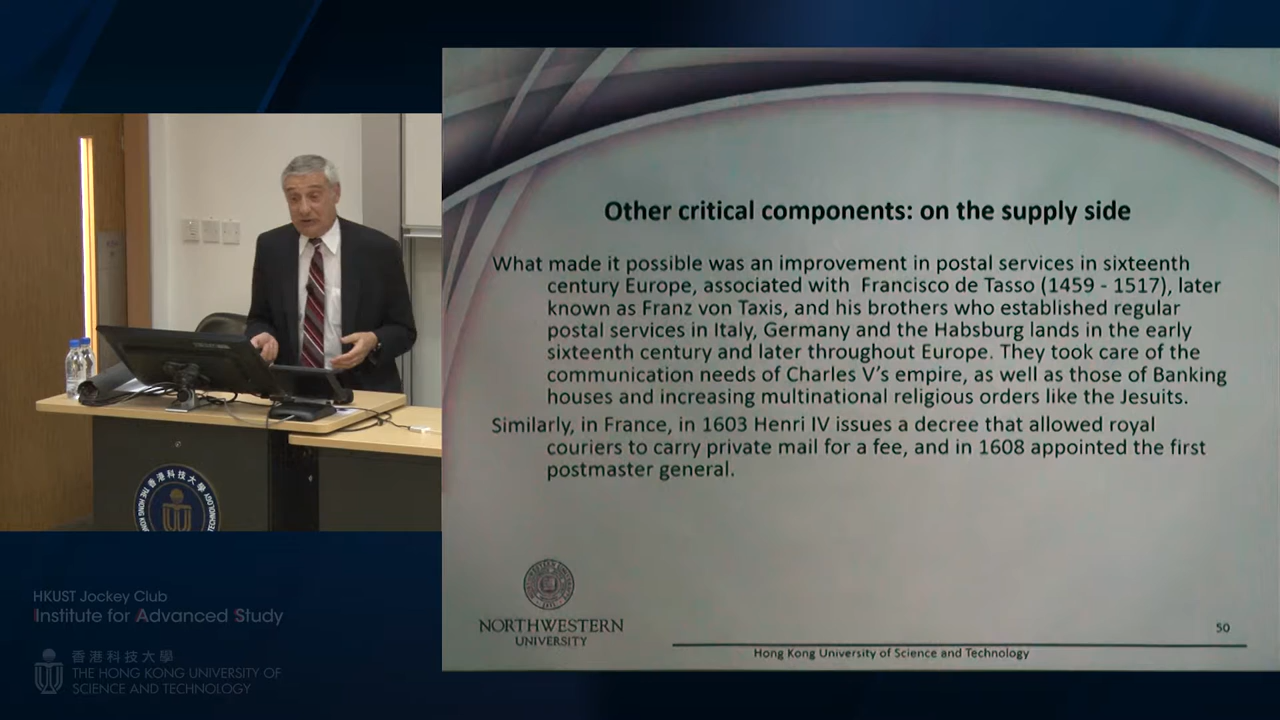 Other critical components: on the supply side
What made it possible was an improvement in postal services in sixteenth
century Europe, associated with Francisco de Tasso (1459 - 1517), later
known as Franz von Taxis, and his brothers who established regular
postal services in Italy, Germany and the Habsburg lands in the early
sixteenth century and later throughout Europe. They took care of the
communication needs of Charles V's empire, as well as those of Banking
houses and increasing multinational religious orders like the Jesuits.
Similarly, in France, in 1603 Henri IV issues a decree that allowed royal
couriers to carry private mail for a fee, and in 1608 appointed the first
postmaster general.
NORTHWESTERN
UNIVERSITY
50
Hong Kong University of Science and Technology
香港科技大學
HKUST Jockey Club
Institute for Advanced Study
香港科技大學
THE HONG KONG UNIVERSITY OF
SCIENCE AND TECHNOLOGY